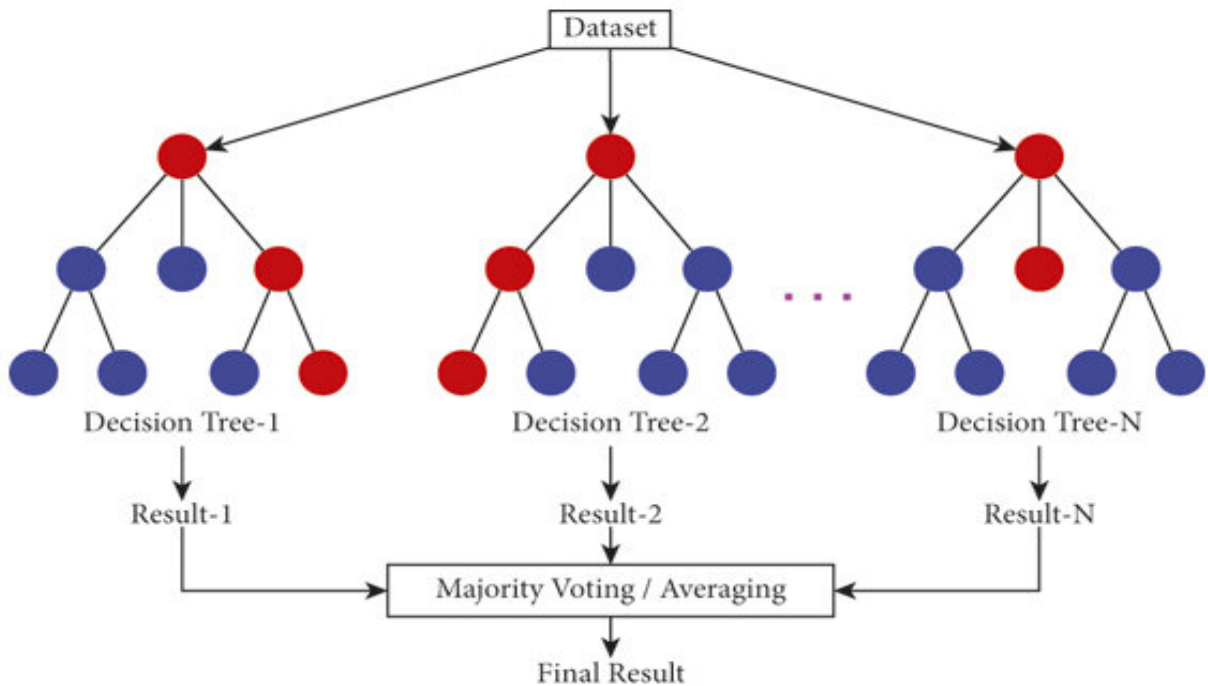 Dataset
Decision Tree-1
Decision Tree-2
Decision Tree-N
Result-1
Result-2
Result-N
Majority Voting / Averaging
Final Result